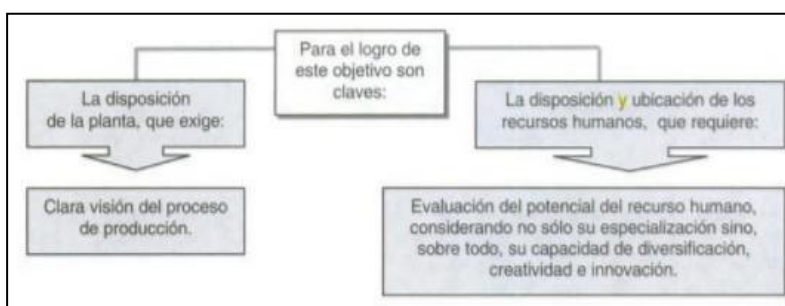 Para el logro de
este objetivo son
claves:
La disposición
de la planta, que exige:
La disposición y ubicación de los
recursos humanos, que requiere:
Clara visión del proceso
de producción.
Evaluación del potencial del recurso humano,
considerando no sólo su especialización sino,
sobre todo, su capacidad de diversificación,
creatividad e innovación.